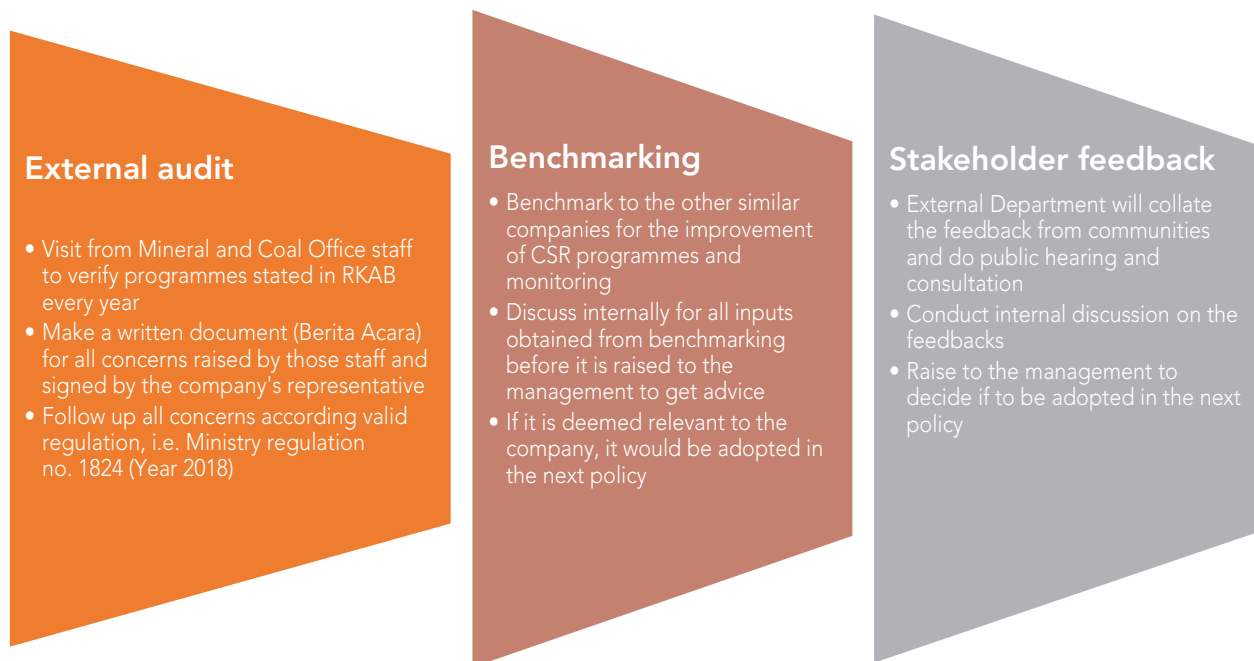 External audit
• Visit from Mineral and Coal Office staff
to verify programmes stated in RKAB
every year
• Make a written document (Berita Acara)
for all concerns raised by those staff and
signed by the company's representative
• Follow up all concerns according valid
regulation, i.e. Ministry regulation
no. 1824 (Year 2018)
Benchmarking
• Benchmark to the other similar
companies for the improvement
of CSR programmes and
monitoring
• Discuss internally for all inputs
obtained from benchmarking
before it is raised to the
management to get advice
• If it is deemed relevant to the
company, it would be adopted in
the next policy
Stakeholder feedback
• External Department will collate
the feedback from communities
and do public hearing and
consultation
• Conduct internal discussion on the
feedbacks
• Raise to the management to
decide if to be adopted in the next
policy